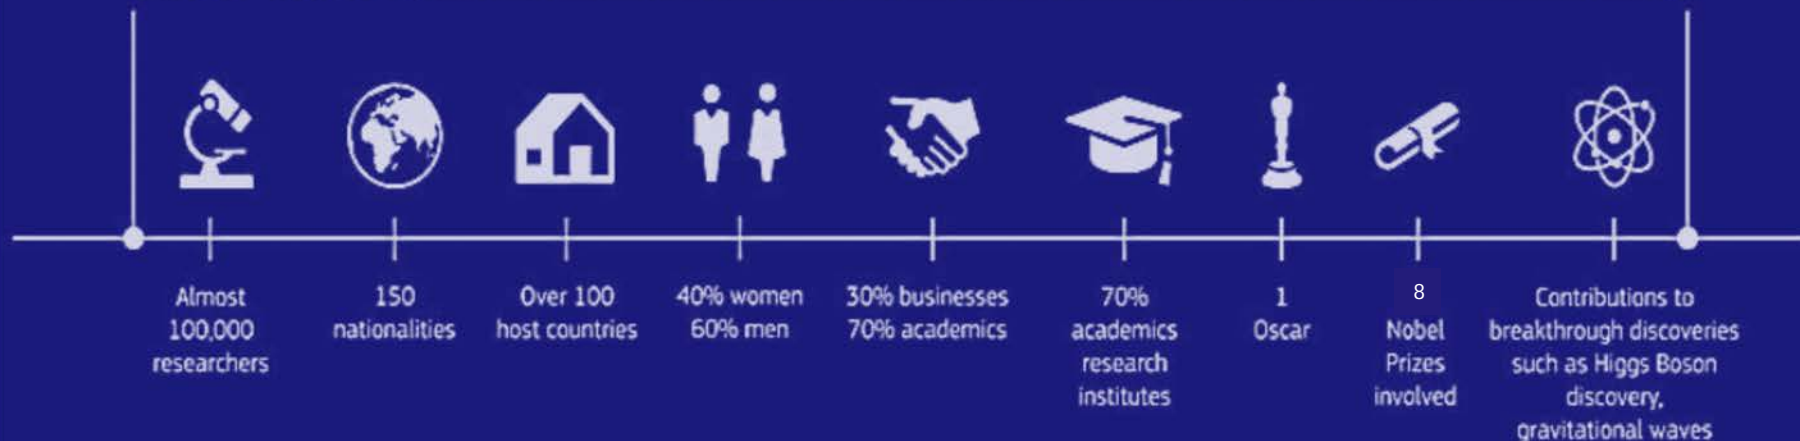 Almost
100,000
researchers
150
nationalities
Over 100
host countries
40% women
60% men
30% businesses
70% academics
70%
academics
research
institutes
1
Oscar
8
Nobel
Prizes
involved
Contributions to
breakthrough discoveries
such as Higgs Boson
discovery,
gravitational waves